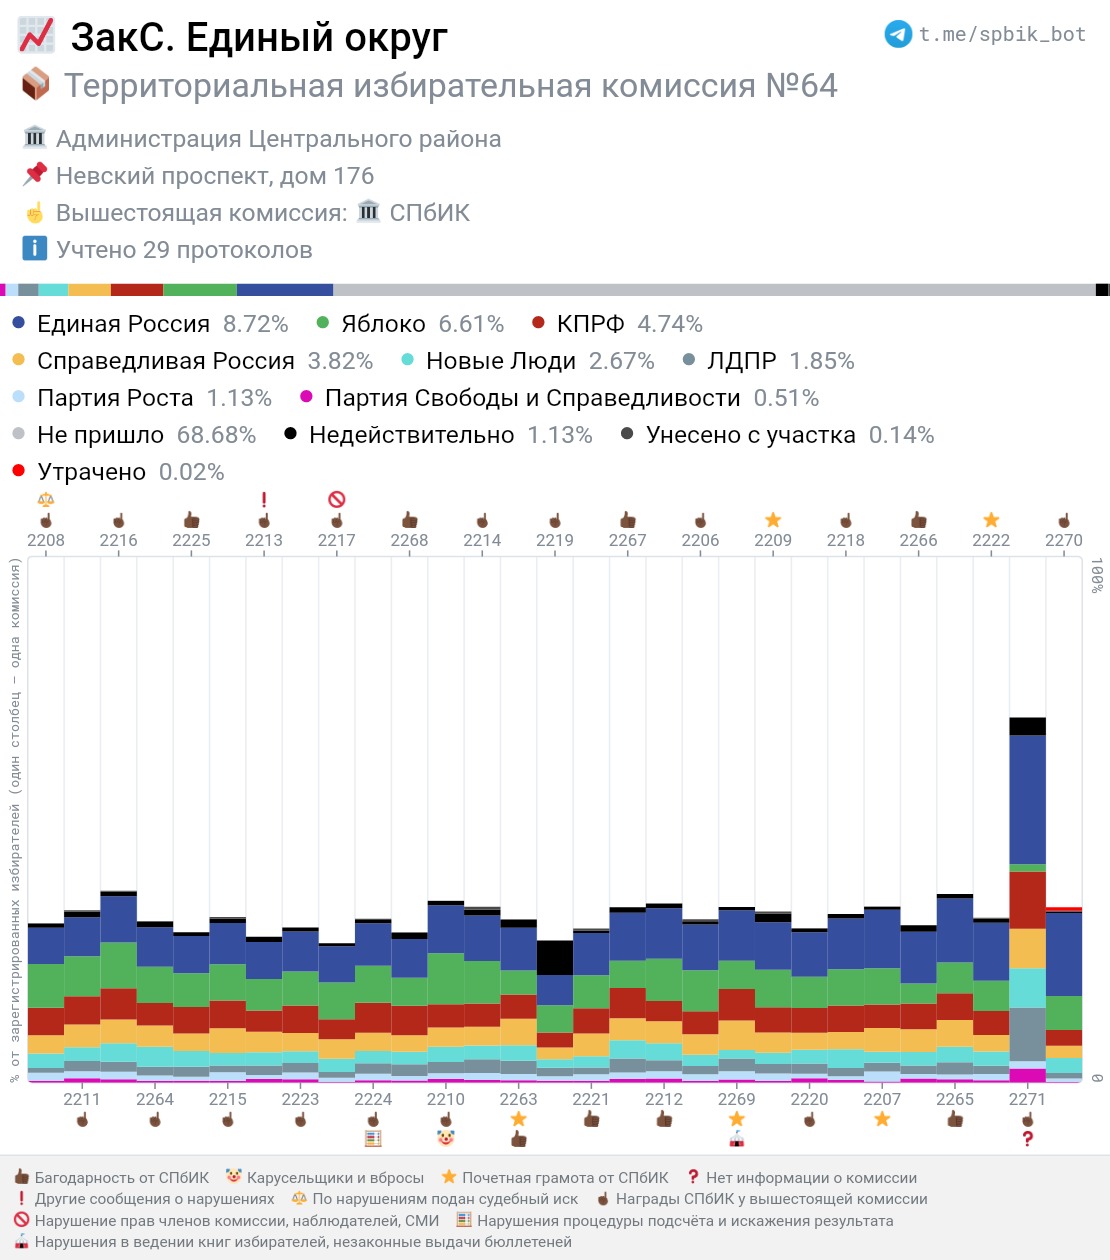 ЗакС. Единый округ
t.me/spbik_bot
Территориальная избирательная комиссия №64
Администрация Центрального района
Невский проспект, дом 176
Вышестоящая комиссия: СПбИК
Учтено 29 протоколов
Единая Россия 8.72% Яблоко 6.61% КПРФ 4.74%
Справедливая Россия 3.82% Новые Люди 2.67% ЛДПР 1.85%
Партия Роста 1.13% Партия Свободы и Справедливости 0.51%
Не пришло 68.68% Недействительно 1.13% Унесено с участка 0.14%
Утрачено 0.02%
2208 2216 2225 2213 2217 2268 2214 2219 2267 2206 2209 2218 2266 2222 2270
% от зарегистрированных избирателей (один столбец — одна комиссия)
100%
0
2211 2264 2215 2223 2224 2210 2263 2221 2212 2269 2220 2207 2265 2271
Багодарность от СПбИК Карусельщики и вбросы Почетная грамота от СПбИК Нет информации о комиссии
Другие сообщения о нарушениях По нарушениям подан судебный иск Награды СПбИК у вышестоящей комиссии
Нарушение прав членов комиссии, наблюдателей, СМИ Нарушения процедуры подсчёта и искажения результата
Нарушения в ведении книг избирателей, незаконные выдачи бюллетеней